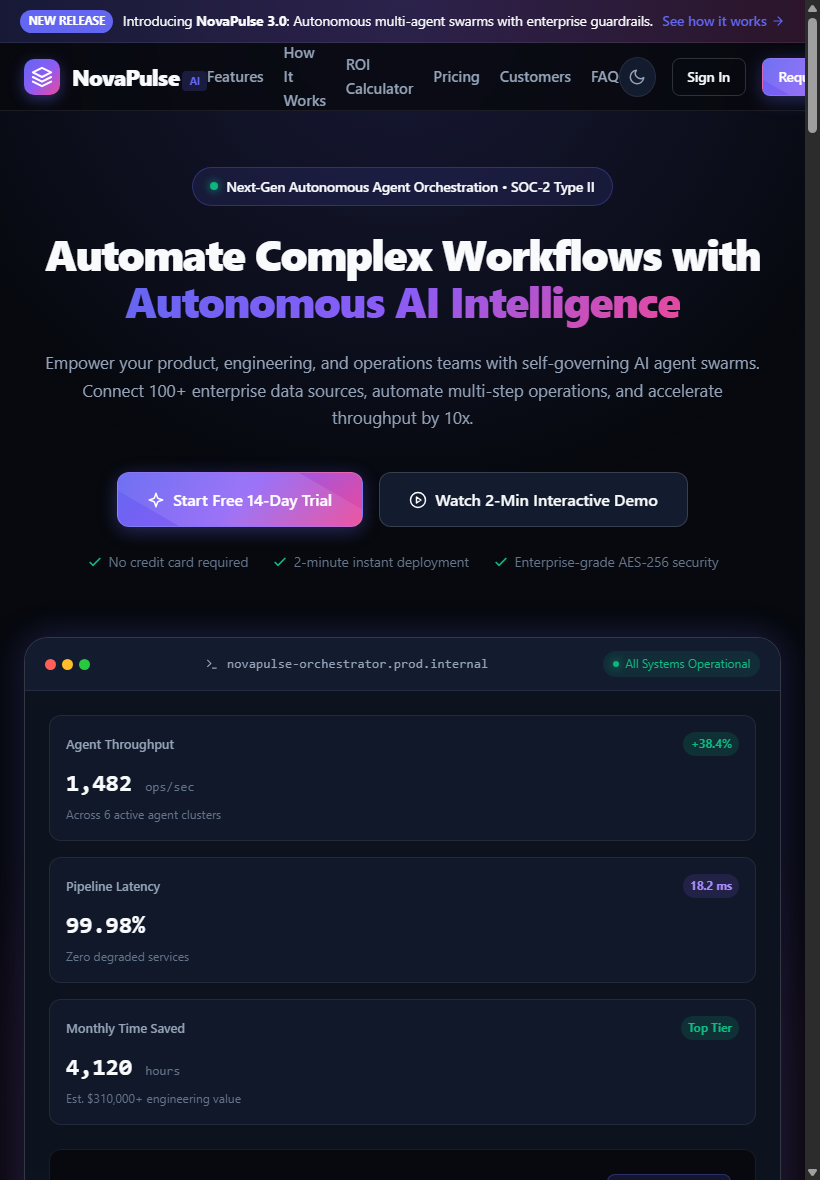 NEW RELEASE Introducing NovaPulse 3.0: Autonomous multi-agent swarms with enterprise guardrails. See how it works →
NovaPulse AI
Features
How It Works
ROI Calculator
Pricing
Customers
FAQ
Sign In
Next-Gen Autonomous Agent Orchestration • SOC-2 Type II
Automate Complex Workflows with
Autonomous AI Intelligence
Empower your product, engineering, and operations teams with self-governing AI agent swarms.
Connect 100+ enterprise data sources, automate multi-step operations, and accelerate
throughput by 10x.
Start Free 14-Day Trial
Watch 2-Min Interactive Demo
No credit card required
2-minute instant deployment
Enterprise-grade AES-256 security
novapulse-orchestrator.prod.internal
All Systems Operational
Agent Throughput
+38.4%
1,482 ops/sec
Across 6 active agent clusters
Pipeline Latency
18.2 ms
99.98%
Zero degraded services
Monthly Time Saved
Top Tier
4,120 hours
Est. $310,000+ engineering value